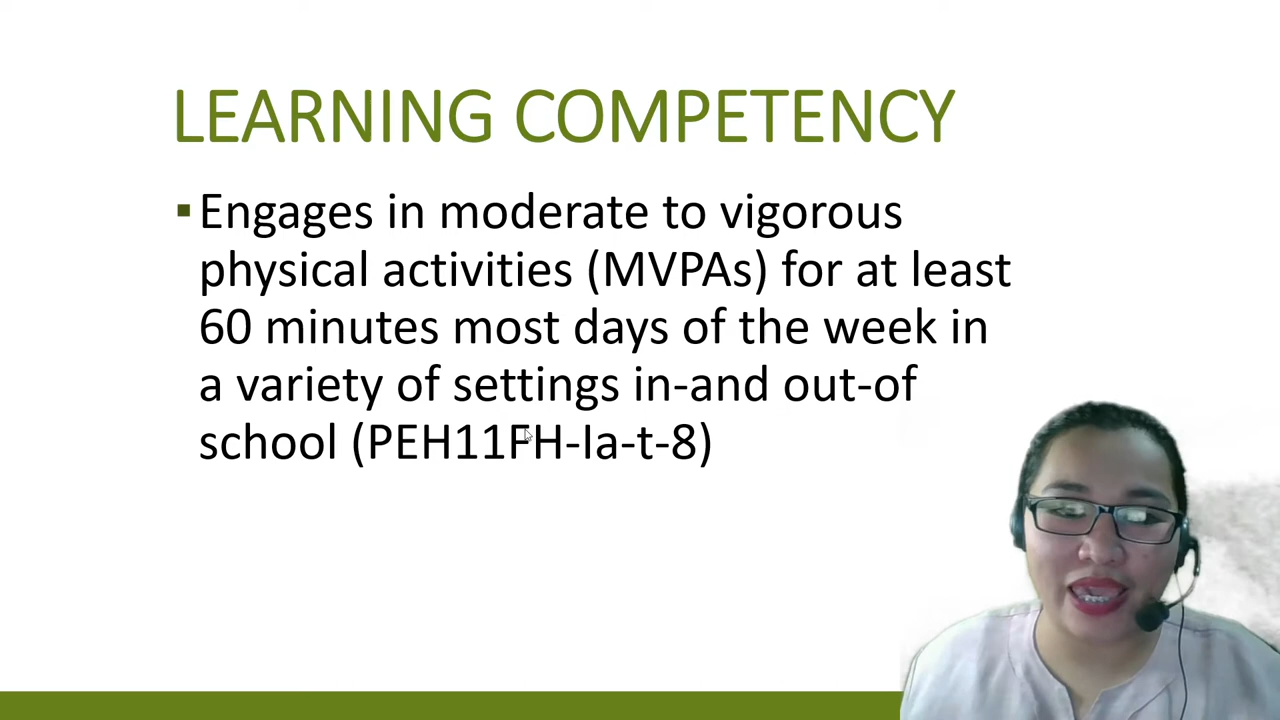 LEARNING COMPETENCY
▪Engages in moderate to vigorous
physical activities (MVPAs) for at least
60 minutes most days of the week in
a variety of settings in-and out-of
school (PEH11FH-Ia-t-8)